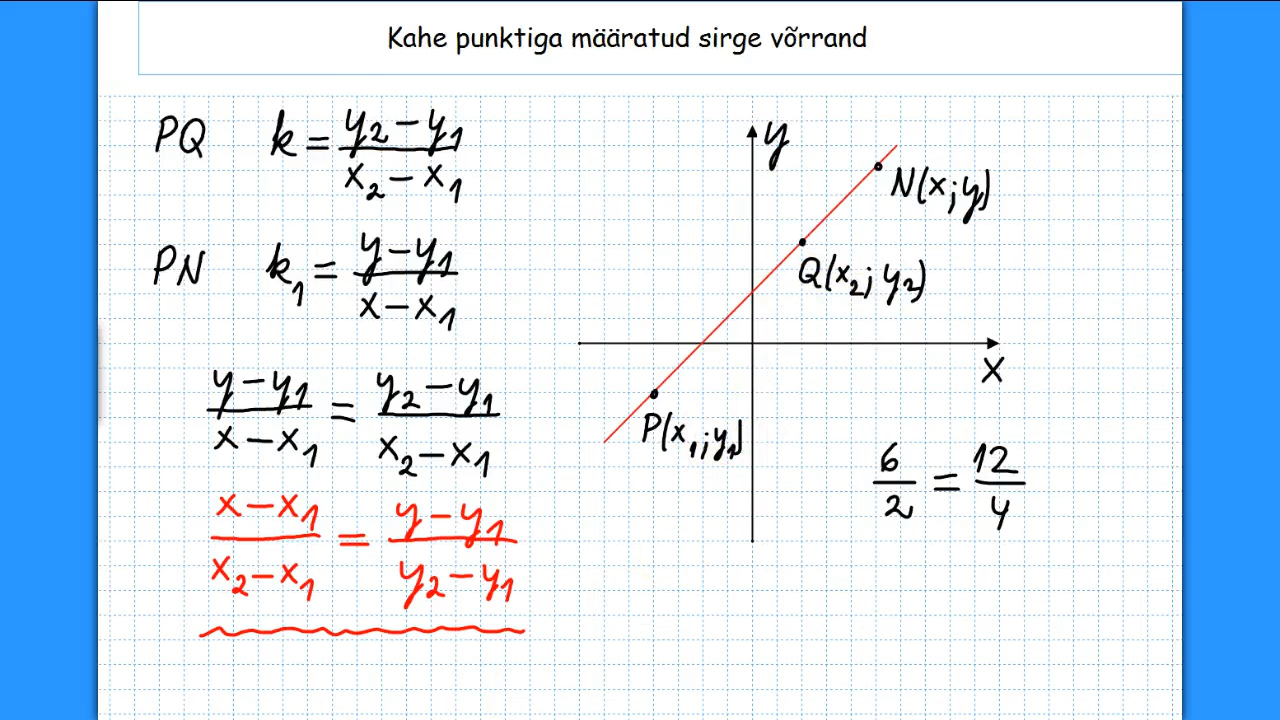 Kahe punktiga määratud sirge võrrand
PQ k = y₂ − y₁ / x₂ − x₁
PN k₁ = y − y₁ / x − x₁
y − y₁ / x − x₁ = y₂ − y₁ / x₂ − x₁
x − x₁ / x₂ − x₁ = y − y₁ / y₂ − y₁
y
N(x; y)
Q(x₂; y₂)
x
P(x₁; y₁)
6/2 = 12/4